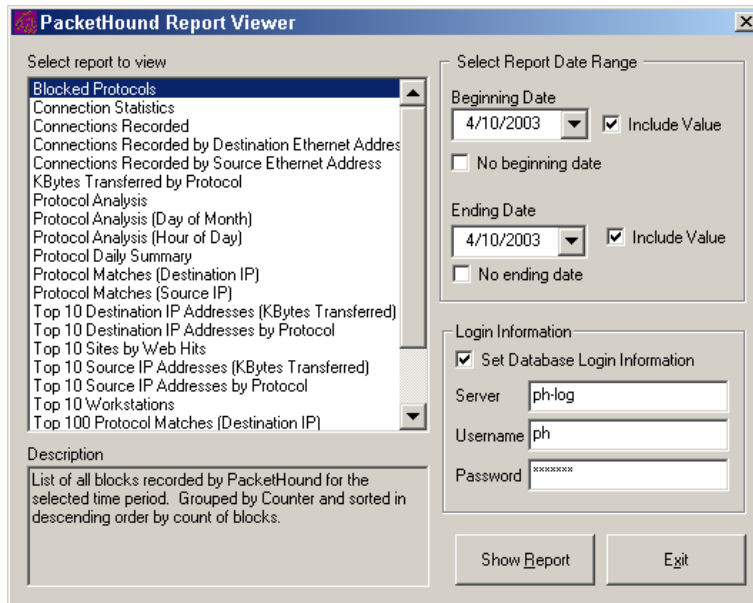 PacketHound Report Viewer
Select report to view
Blocked Protocols
Connection Statistics
Connections Recorded
Connections Recorded by Destination Ethernet Addres
Connections Recorded by Source Ethernet Address
KBytes Transferred by Protocol
Protocol Analysis
Protocol Analysis (Day of Month)
Protocol Analysis (Hour of Day)
Protocol Daily Summary
Protocol Matches (Destination IP)
Protocol Matches (Source IP)
Top 10 Destination IP Addresses (KBytes Transferred)
Top 10 Destination IP Addresses by Protocol
Top 10 Sites by Web Hits
Top 10 Source IP Addresses (KBytes Transferred)
Top 10 Source IP Addresses by Protocol
Top 10 Workstations
Top 100 Protocol Matches (Destination IP)
Description
List of all blocks recorded by PacketHound for the
selected time period.  Grouped by Counter and sorted in
descending order by count of blocks.
Select Report Date Range
Beginning Date
4/10/2003 Include Value
No beginning date
Ending Date
4/10/2003 Include Value
No ending date
Login Information
Set Database Login Information
Server ph-log
Username ph
Password *******
Show Report Exit